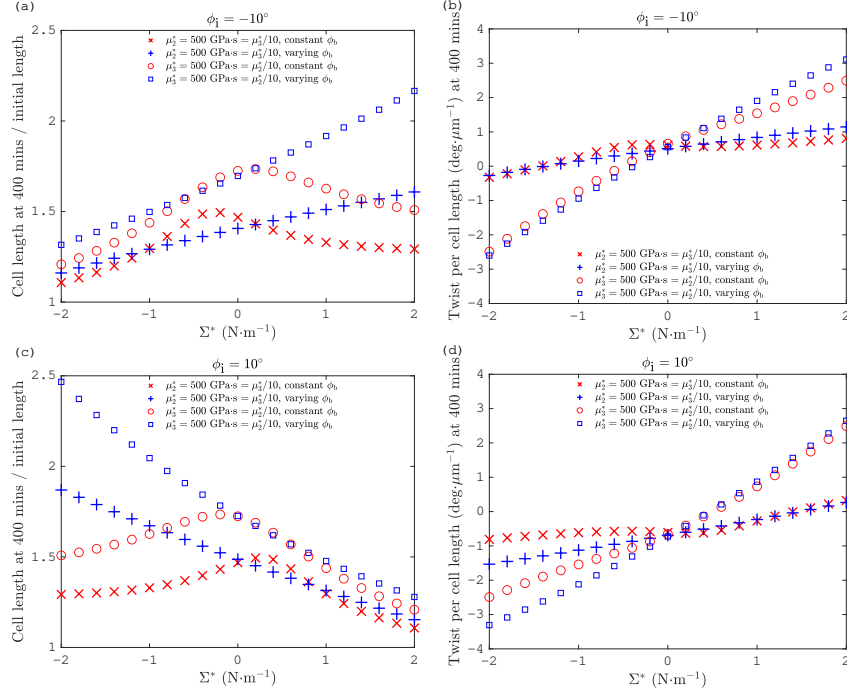 (a)
ϕi = −10°
2.5
2
1.5
1
Cell length at 400 mins / initial length
× μ2* = 500 GPa·s = μ3*/10, constant ϕb
+ μ2* = 500 GPa·s = μ3*/10, varying ϕb
○ μ3* = 500 GPa·s = μ2*/10, constant ϕb
□ μ3* = 500 GPa·s = μ2*/10, varying ϕb
-2 -1 0 1 2
Σ* (N·m−1)
(b)
ϕi = −10°
4
3
2
1
0
-1
-2
-3
-4
Twist per cell length (deg·μm−1) at 400 mins
× μ2* = 500 GPa·s = μ3*/10, constant ϕb
+ μ2* = 500 GPa·s = μ3*/10, varying ϕb
○ μ3* = 500 GPa·s = μ2*/10, constant ϕb
□ μ3* = 500 GPa·s = μ2*/10, varying ϕb
-2 -1 0 1 2
Σ* (N·m−1)
(c)
ϕi = 10°
2.5
2
1.5
1
Cell length at 400 mins / initial length
× μ2* = 500 GPa·s = μ3*/10, constant ϕb
+ μ2* = 500 GPa·s = μ3*/10, varying ϕb
○ μ3* = 500 GPa·s = μ2*/10, constant ϕb
□ μ3* = 500 GPa·s = μ2*/10, varying ϕb
-2 -1 0 1 2
Σ* (N·m−1)
(d)
ϕi = 10°
4
3
2
1
0
-1
-2
-3
-4
Twist per cell length (deg·μm−1) at 400 mins
× μ2* = 500 GPa·s = μ3*/10, constant ϕb
+ μ2* = 500 GPa·s = μ3*/10, varying ϕb
○ μ3* = 500 GPa·s = μ2*/10, constant ϕb
□ μ3* = 500 GPa·s = μ2*/10, varying ϕb
-2 -1 0 1 2
Σ* (N·m−1)